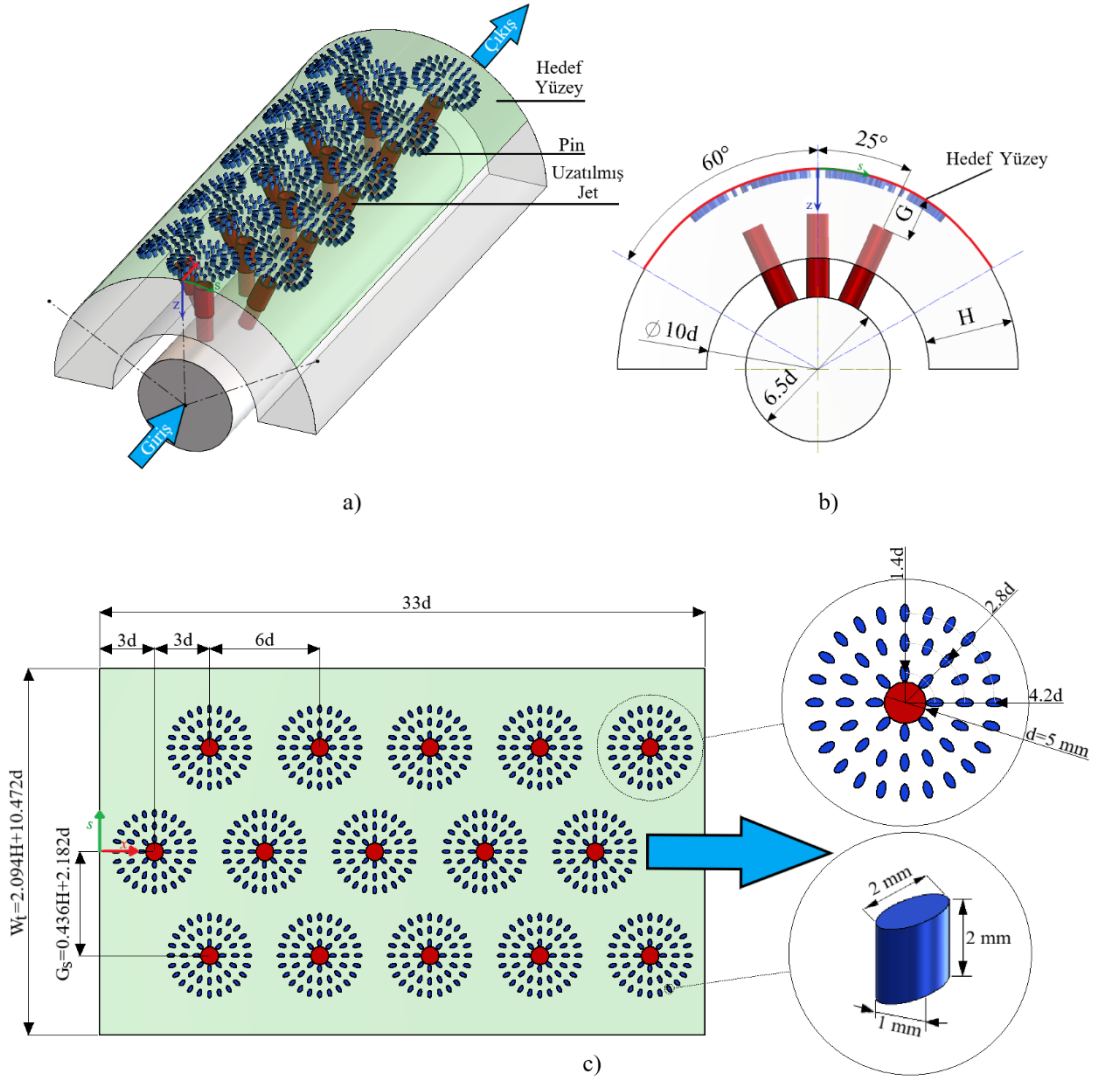 Çıkış
Hedef
Yüzey
Pin
Uzatılmış
Jet
s
z
Giriş
a)
60°
25°
Hedef Yüzey
s
z
G
H
∅ 10d
6.5d
b)
33d
3d
3d
6d
s
x
Wt=2.094H+10.472d
Gs=0.436H+2.182d
1.4d
2.8d
4.2d
d=5 mm
2 mm
2 mm
1 mm
c)